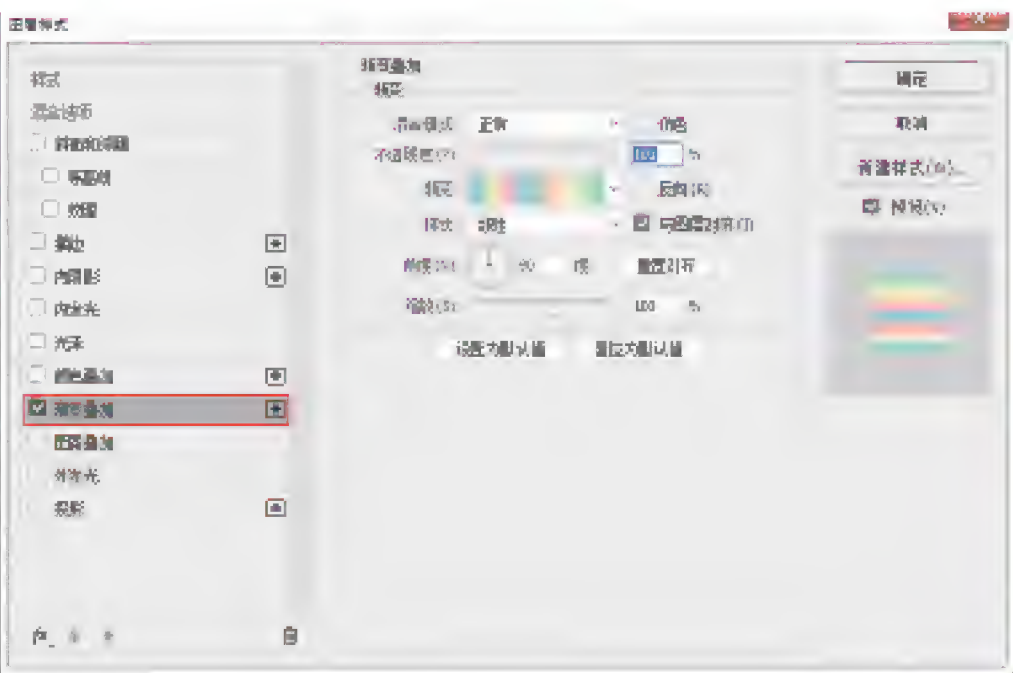 图层样式
样式
混合选项
斜面和浮雕
等高线
纹理
描边
内阴影
内发光
光泽
颜色叠加
渐变叠加
图案叠加
外发光
投影
fx
渐变叠加
渐变
混合模式: 正常 仿色
不透明度(P): 100 %
渐变: 反向(R)
样式: 线性 与图层对齐(I)
角度(N): 90 度 重置对齐
缩放(S): 100 %
设置为默认值 复位为默认值
确定
取消
新建样式(W)...
预览(V)